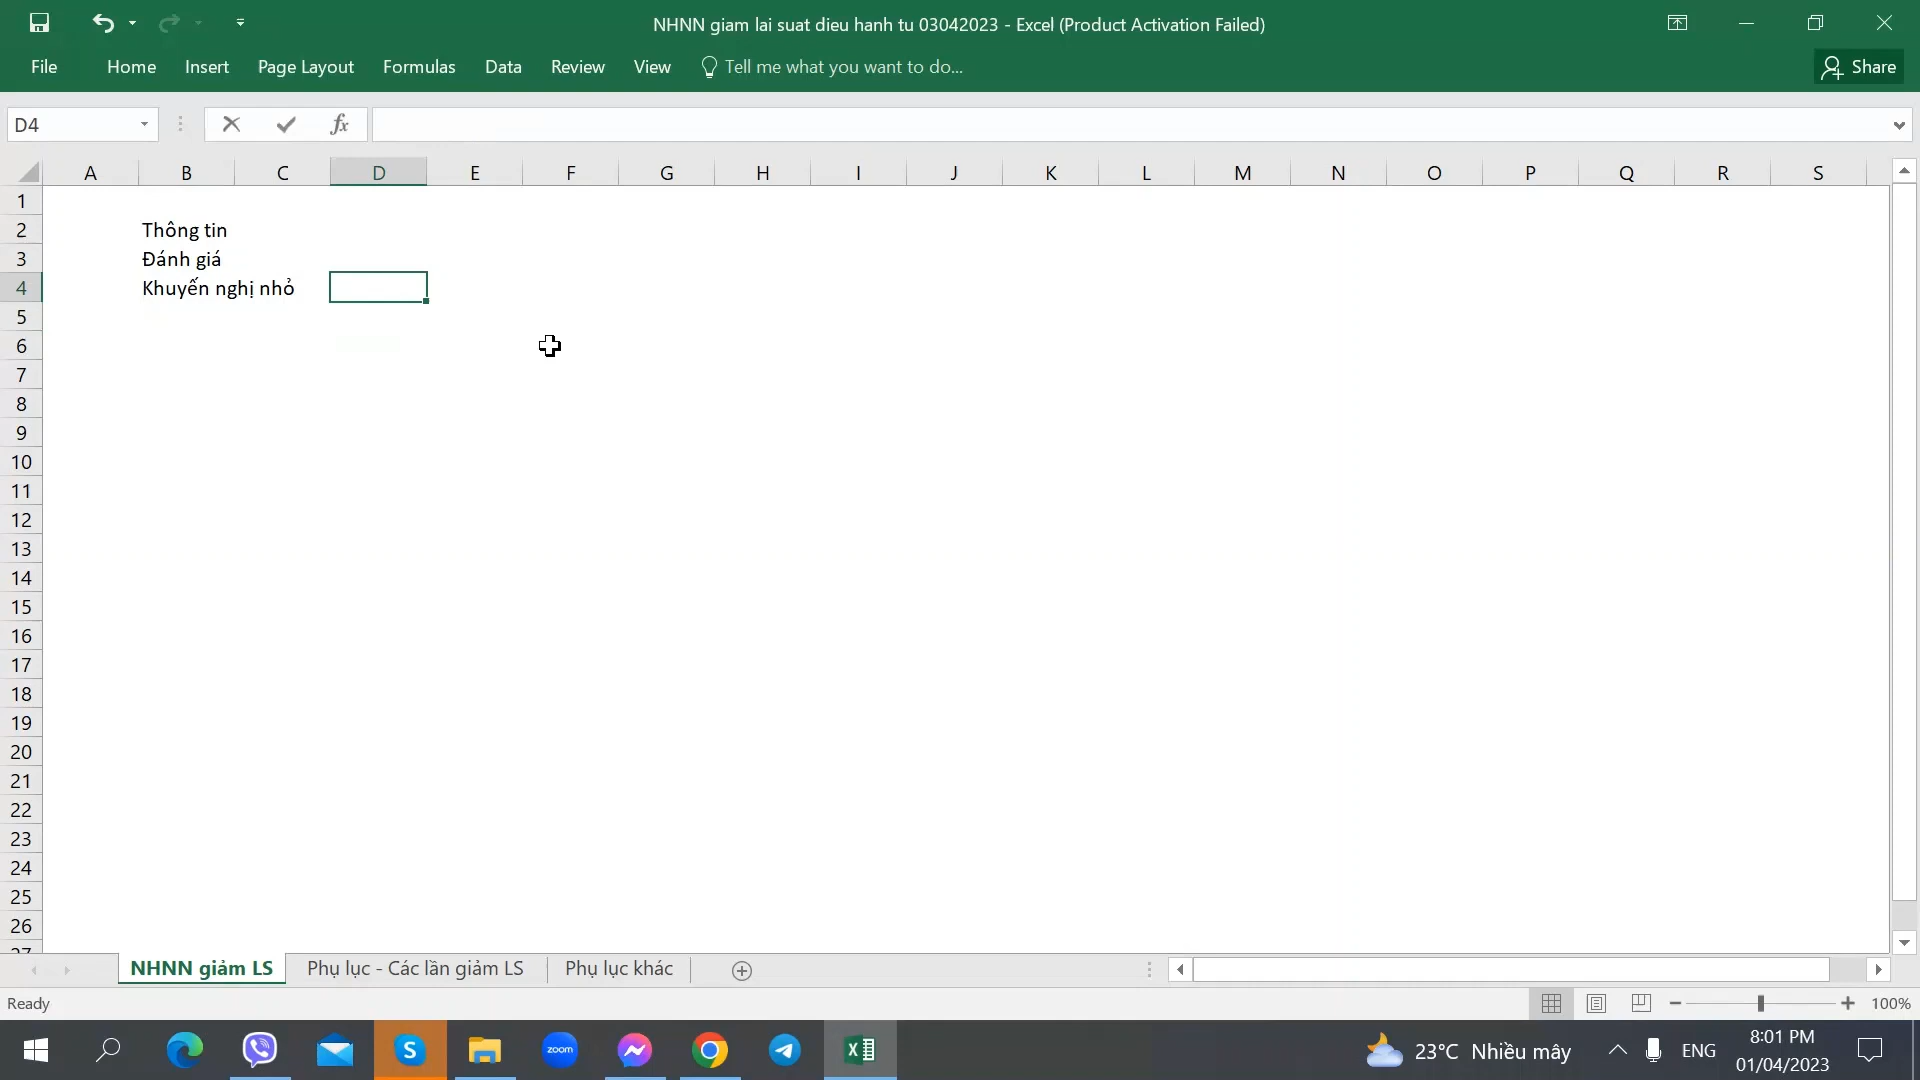 NHNN giam lai suat dieu hanh tu 03042023 - Excel (Product Activation Failed)
File Home Insert Page Layout Formulas Data Review View Tell me what you want to do... Share
D4 fx
A B C D E F G H I J K L M N O P Q R S
1
2 Thông tin
3 Đánh giá
4 Khuyến nghị nhỏ
5
6
7
8
9
10
11
12
13
14
15
16
17
18
19
20
21
22
23
24
25
26
27
NHNN giảm LS Phụ lục - Các lần giảm LS Phụ lục khác
Ready 100%
S zoom X 23°C Nhiều mây ENG 8:01 PM
01/04/2023